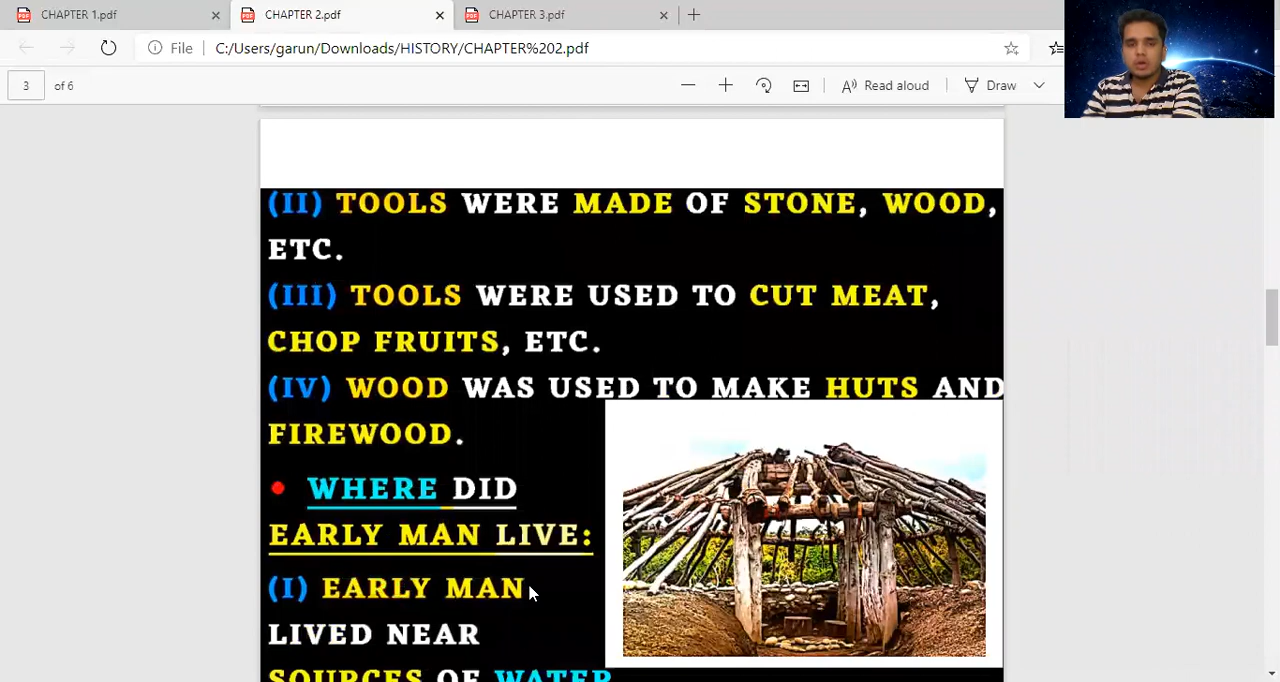 CHAPTER 1.pdf
CHAPTER 2.pdf
CHAPTER 3.pdf
File
C:/Users/garun/Downloads/HISTORY/CHAPTER%202.pdf
3 of 6
A Read aloud
Draw
(II) TOOLS WERE MADE OF STONE, WOOD,
ETC.
(III) TOOLS WERE USED TO CUT MEAT,
CHOP FRUITS, ETC.
(IV) WOOD WAS USED TO MAKE HUTS AND
FIREWOOD.
• WHERE DID
EARLY MAN LIVE:
(I) EARLY MAN
LIVED NEAR
SOURCES OF WATER